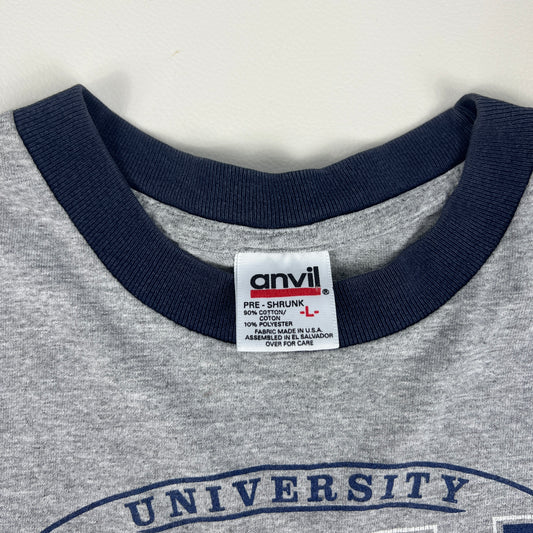 anvil
®
PRE - SHRUNK
90% COTTON/
COTON
-L-
10% POLYESTER
FABRIC MADE IN U.S.A.
ASSEMBLED IN EL SALVADOR
OVER FOR CARE
UNIVERSITY